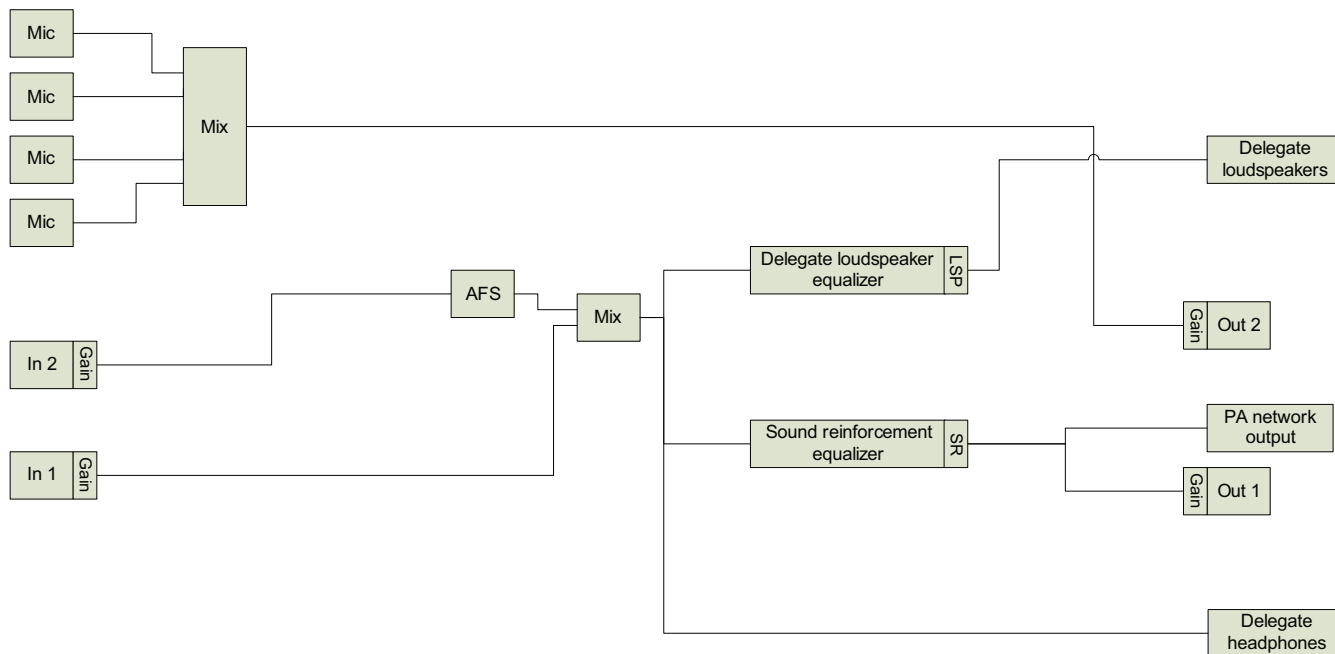 Mic
Mic
Mic
Mic
Mix
Delegate
loudspeakers
Delegate loudspeaker
equalizer
LSP
AFS
Mix
Gain
Out 2
In 2
Gain
PA network
output
Sound reinforcement
equalizer
SR
In 1
Gain
Gain
Out 1
Delegate
headphones